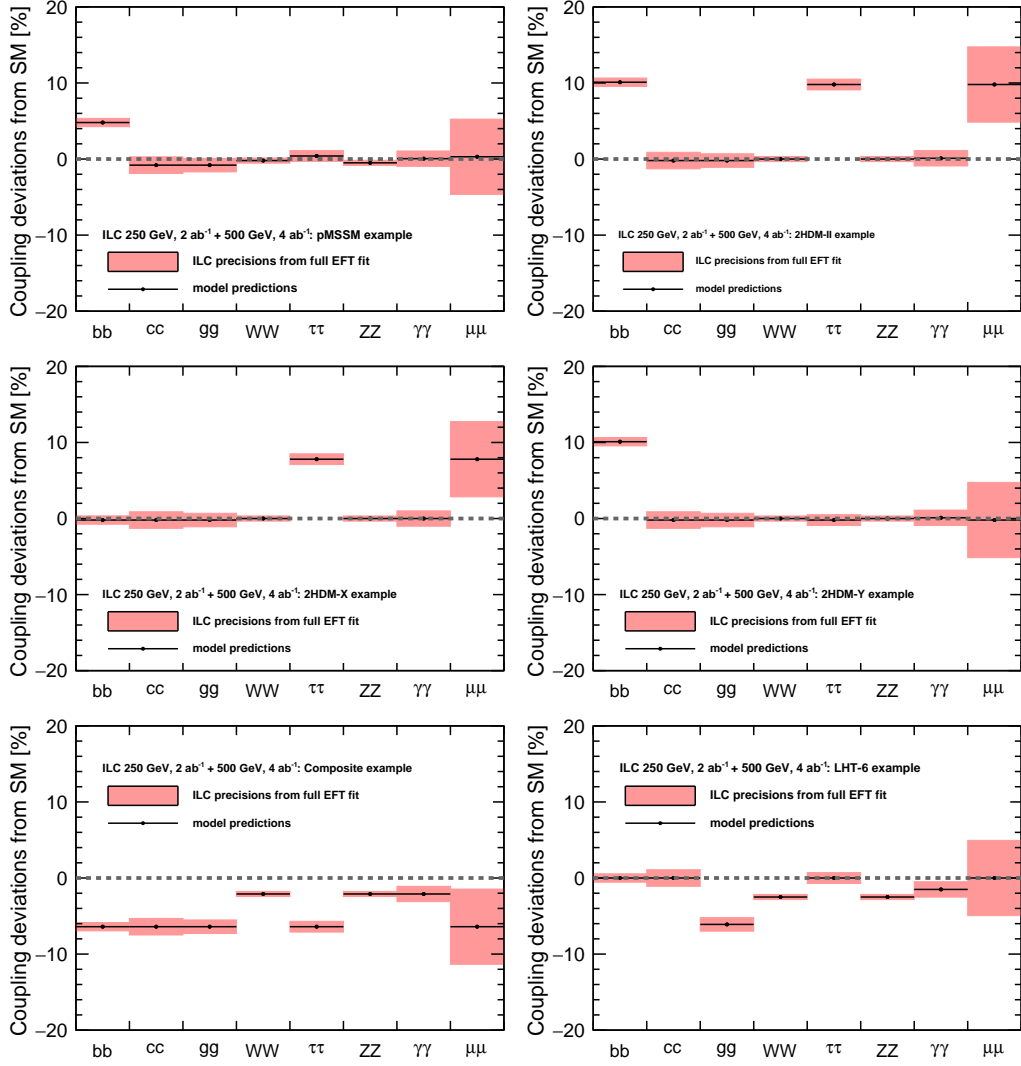 Coupling deviations from SM [%]
20
10
0
−10
−20
ILC 250 GeV, 2 ab⁻¹ + 500 GeV, 4 ab⁻¹: pMSSM example
ILC precisions from full EFT fit
model predictions
bb cc gg WW ττ ZZ γγ μμ
Coupling deviations from SM [%]
20
10
0
−10
−20
ILC 250 GeV, 2 ab⁻¹ + 500 GeV, 4 ab⁻¹: 2HDM-II example
ILC precisions from full EFT fit
model predictions
bb cc gg WW ττ ZZ γγ μμ
Coupling deviations from SM [%]
20
10
0
−10
−20
ILC 250 GeV, 2 ab⁻¹ + 500 GeV, 4 ab⁻¹: 2HDM-X example
ILC precisions from full EFT fit
model predictions
bb cc gg WW ττ ZZ γγ μμ
Coupling deviations from SM [%]
20
10
0
−10
−20
ILC 250 GeV, 2 ab⁻¹ + 500 GeV, 4 ab⁻¹: 2HDM-Y example
ILC precisions from full EFT fit
model predictions
bb cc gg WW ττ ZZ γγ μμ
Coupling deviations from SM [%]
20
10
0
−10
−20
ILC 250 GeV, 2 ab⁻¹ + 500 GeV, 4 ab⁻¹: Composite example
ILC precisions from full EFT fit
model predictions
bb cc gg WW ττ ZZ γγ μμ
Coupling deviations from SM [%]
20
10
0
−10
−20
ILC 250 GeV, 2 ab⁻¹ + 500 GeV, 4 ab⁻¹: LHT-6 example
ILC precisions from full EFT fit
model predictions
bb cc gg WW ττ ZZ γγ μμ